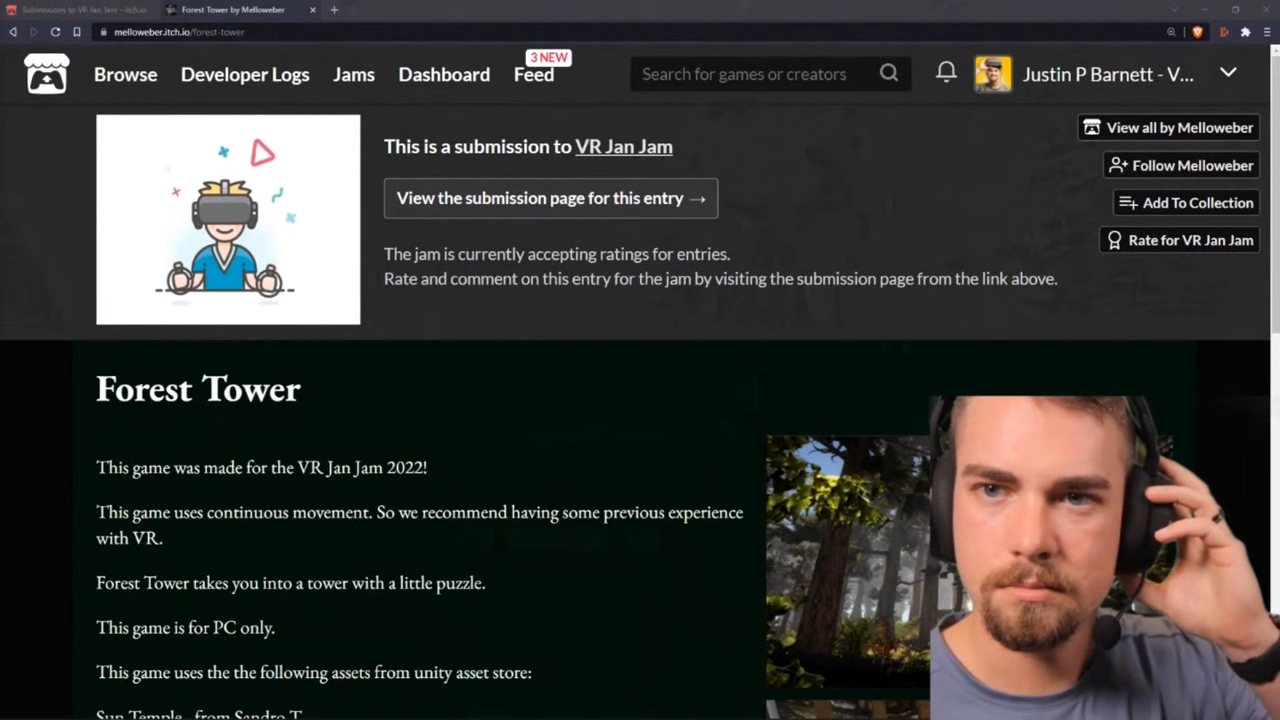 Submissions to VR Jan Jam - itch.io
Forest Tower by Melloweber
melloweber.itch.io/forest-tower
3 NEW
Browse Developer Logs Jams Dashboard Feed Search for games or creators Justin P Barnett - V...
This is a submission to VR Jan Jam
View the submission page for this entry →
The jam is currently accepting ratings for entries.
Rate and comment on this entry for the jam by visiting the submission page from the link above.
View all by Melloweber
Follow Melloweber
Add To Collection
Rate for VR Jan Jam
Forest Tower
This game was made for the VR Jan Jam 2022!
This game uses continuous movement. So we recommend having some previous experience
with VR.
Forest Tower takes you into a tower with a little puzzle.
This game is for PC only.
This game uses the the following assets from unity asset store:
Sun Temple from Sandro T